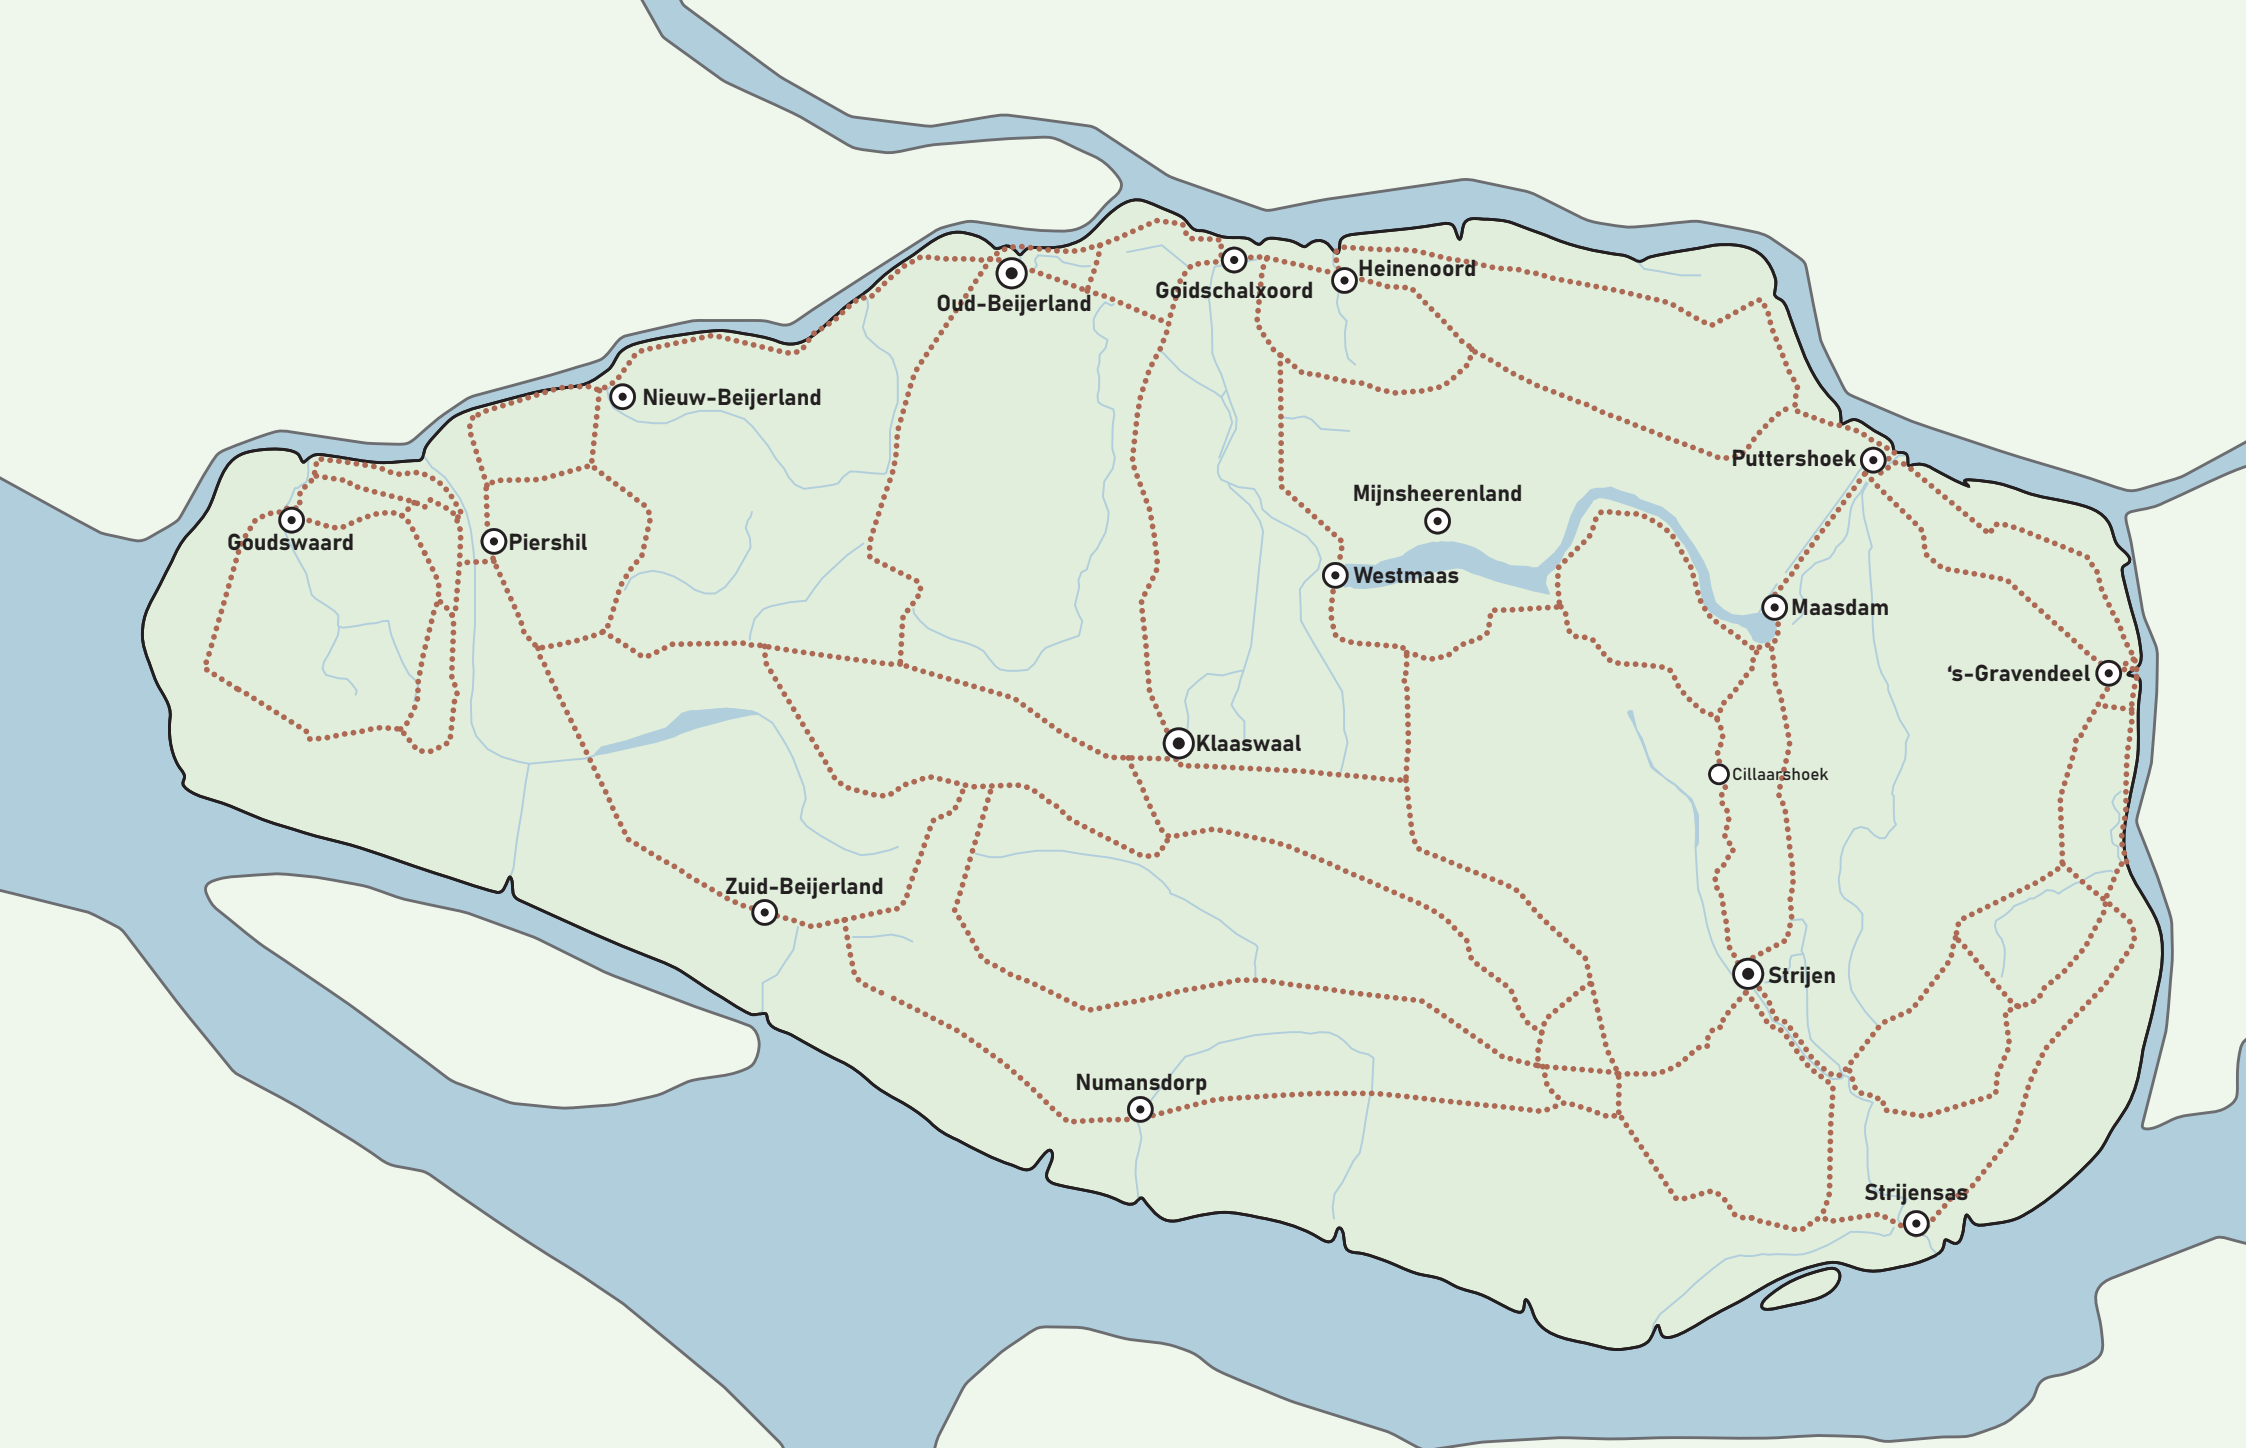 Heinenoord
Goidschalxoord
Oud-Beijerland
Nieuw-Beijerland
Puttershoek
Mijnsheerenland
Goudswaard
Piershil
Westmaas
Maasdam
‘s-Gravendeel
Klaaswaal
Cillaarshoek
Zuid-Beijerland
Strijen
Numansdorp
Strijensas